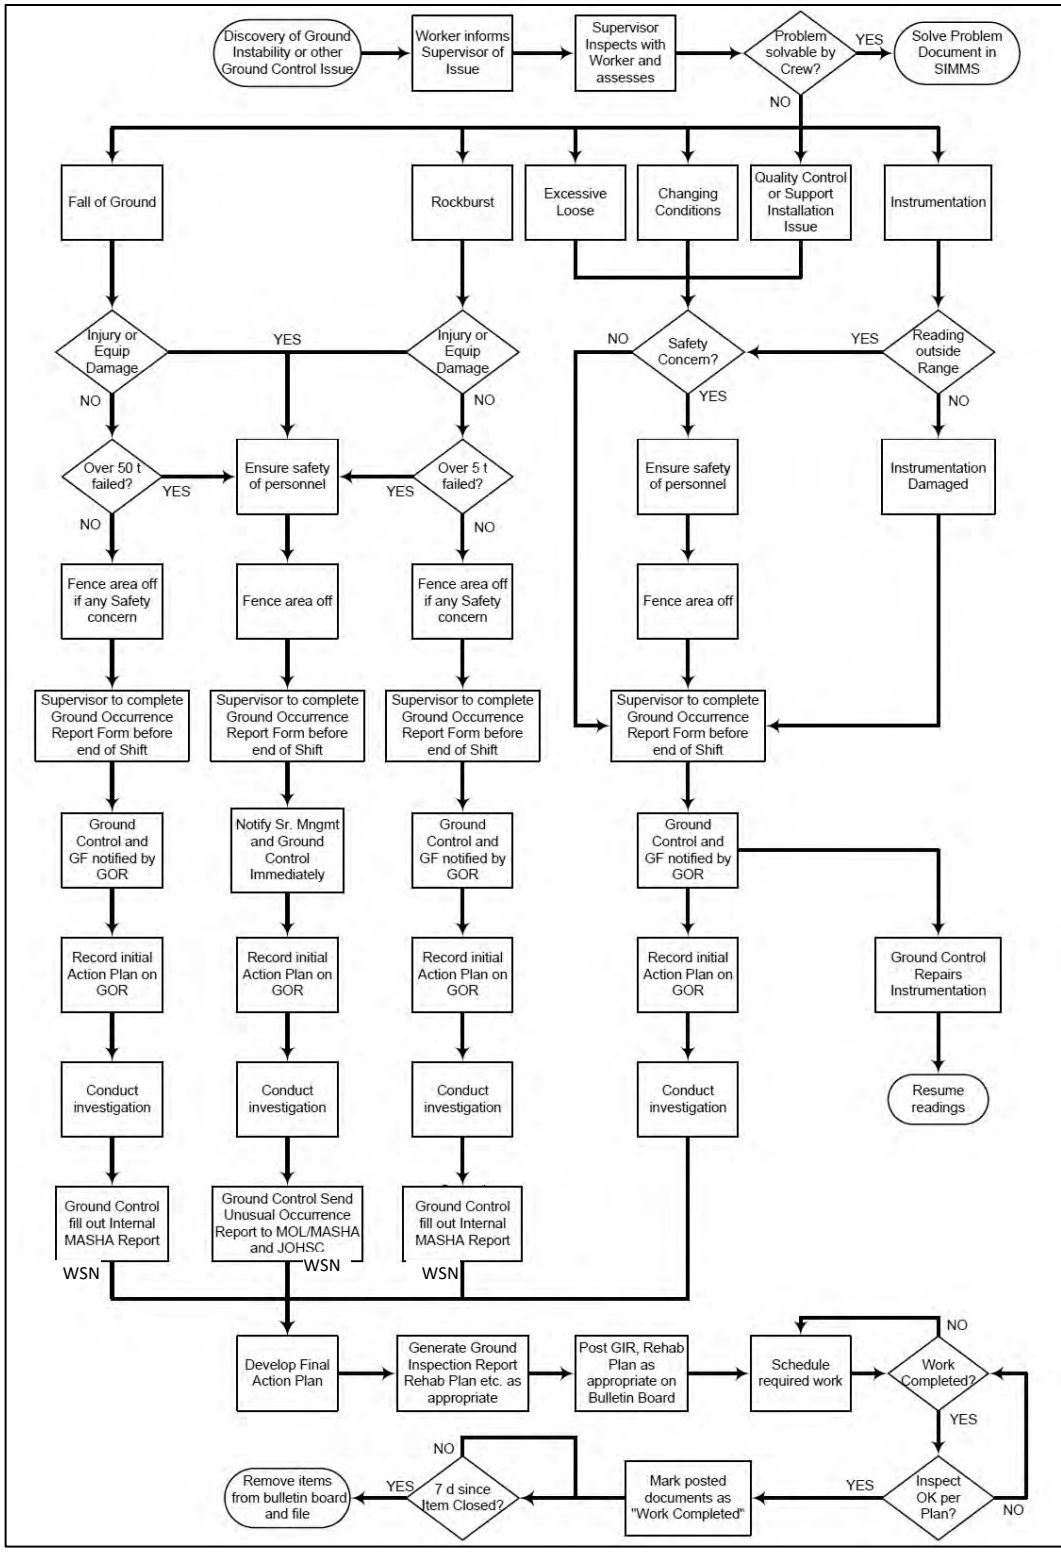 Discovery of Ground
Instability or other
Ground Control Issue
Worker informs
Supervisor of
Issue
Supervisor
Inspects with
Worker and
assesses
Problem
solvable by
Crew?
YES
Solve Problem
Document in
SIMMS
NO
Fall of Ground
Rockburst
Excessive
Loose
Changing
Conditions
Quality Control
or Support
Installation
Issue
Instrumentation
Injury or
Equip
Damage
YES
Injury or
Equip
Damage
NO
Safety
Concern?
YES
Reading
outside
Range
NO
NO
YES
NO
Over 50 t
failed?
YES
Ensure safety
of personnel
YES
Over 5 t
failed?
Ensure safety
of personnel
Instrumentation
Damaged
NO
NO
Fence area off
if any Safety
concern
Fence area off
Fence area off
if any Safety
concern
Fence area off
Supervisor to complete
Ground Occurrence
Report Form before
end of Shift
Supervisor to complete
Ground Occurrence
Report Form before
end of Shift
Supervisor to complete
Ground Occurrence
Report Form before
end of Shift
Supervisor to complete
Ground Occurrence
Report Form before
end of Shift
Ground
Control and
GF notified by
GOR
Notify Sr. Mngmt
and Ground
Control
Immediately
Ground
Control and
GF notified by
GOR
Ground
Control and
GF notified by
GOR
Record initial
Action Plan on
GOR
Record initial
Action Plan on
GOR
Record initial
Action Plan on
GOR
Record initial
Action Plan on
GOR
Ground Control
Repairs
Instrumentation
Conduct
investigation
Conduct
investigation
Conduct
investigation
Conduct
investigation
Resume
readings
Ground Control
fill out Internal
MASHA Report
WSN
Ground Control Send
Unusual Occurrence
Report to MOL/MASHA
and JOHSC
WSN
Ground Control
fill out Internal
MASHA Report
WSN
Develop Final
Action Plan
Generate Ground
Inspection Report
Rehab Plan etc. as
appropriate
Post GIR, Rehab
Plan as
appropriate on
Bulletin Board
Schedule
required work
NO
Work
Completed?
YES
Remove items
from bulletin board
and file
YES
NO
7 d since
Item Closed?
Mark posted
documents as
"Work Completed"
YES
Inspect
OK per
Plan?
NO